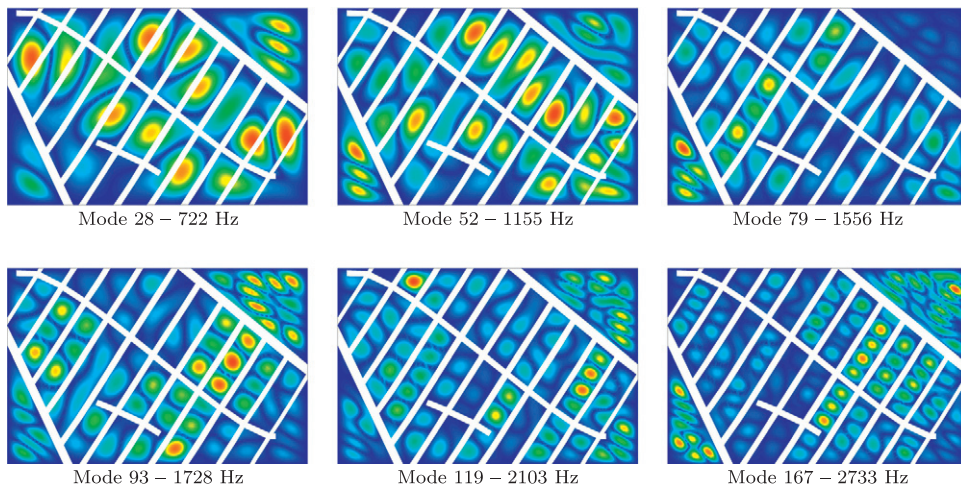 Mode 28 – 722 Hz
Mode 52 – 1155 Hz
Mode 79 – 1556 Hz
Mode 93 – 1728 Hz
Mode 119 – 2103 Hz
Mode 167 – 2733 Hz